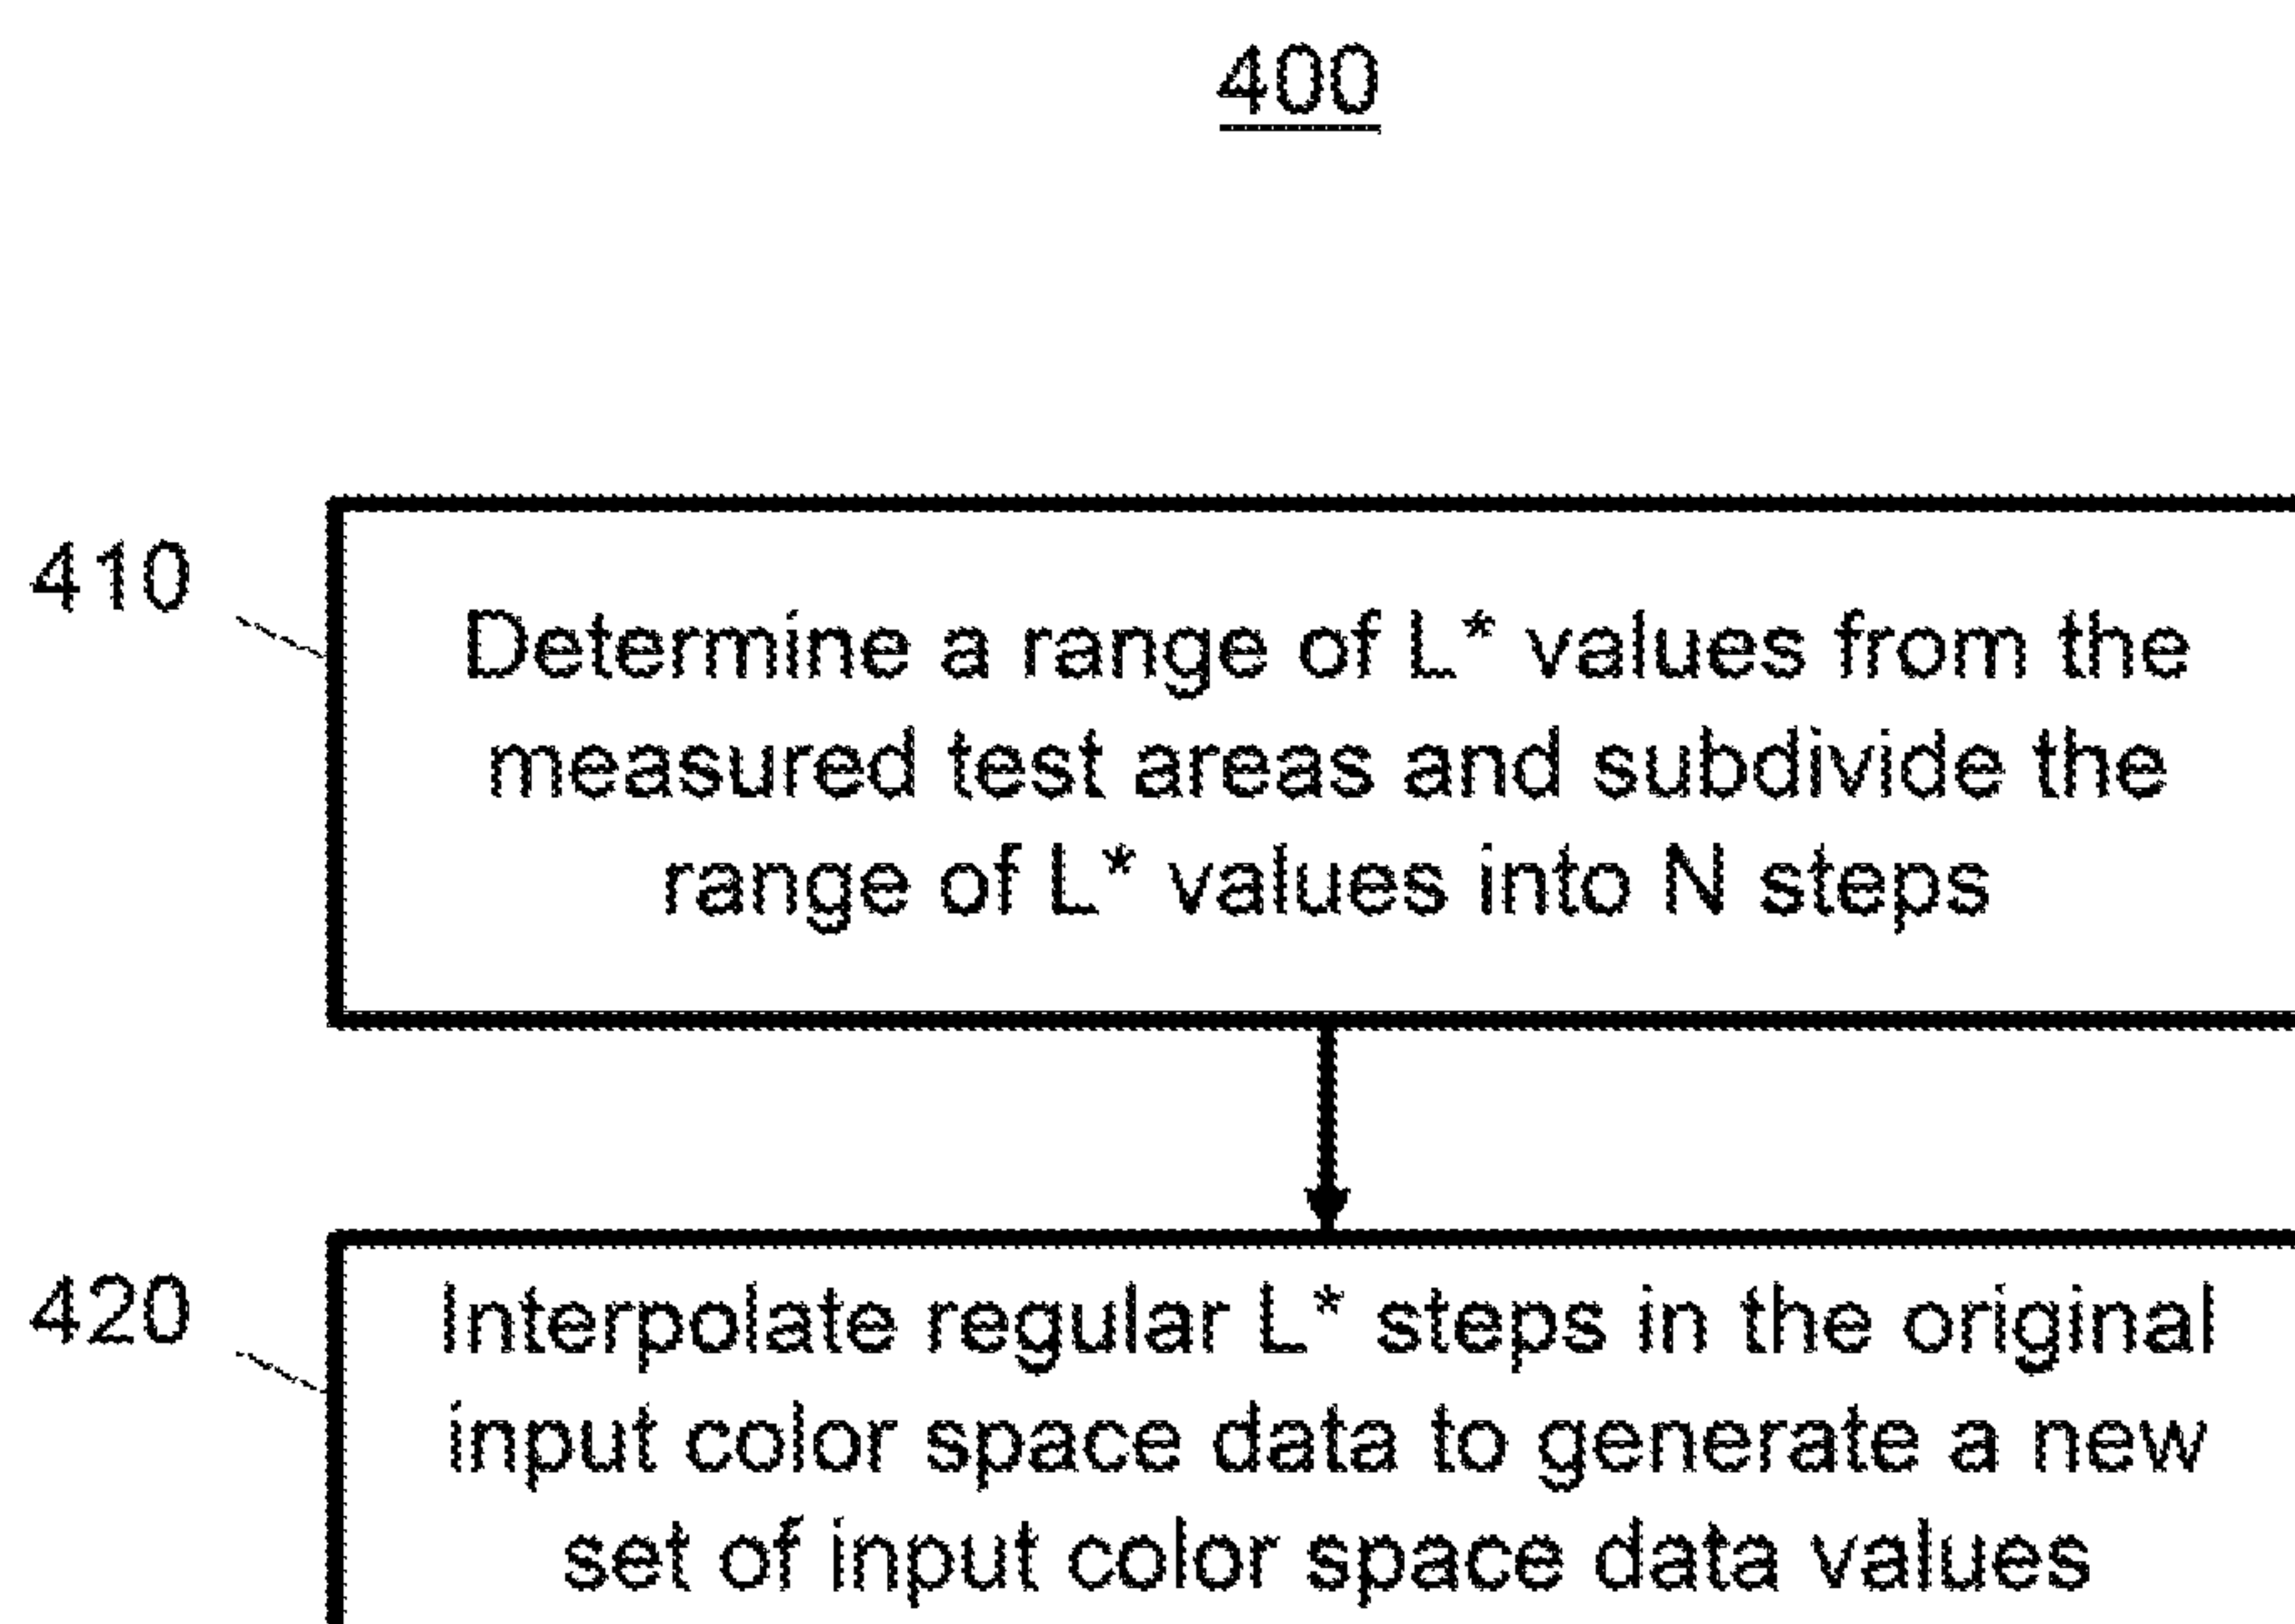 400
410
Determine a range of L* values from the
measured test areas and subdivide the
range of L* values into N steps
420
Interpolate regular L* steps in the original
input color space data to generate a new
set of input color space data values